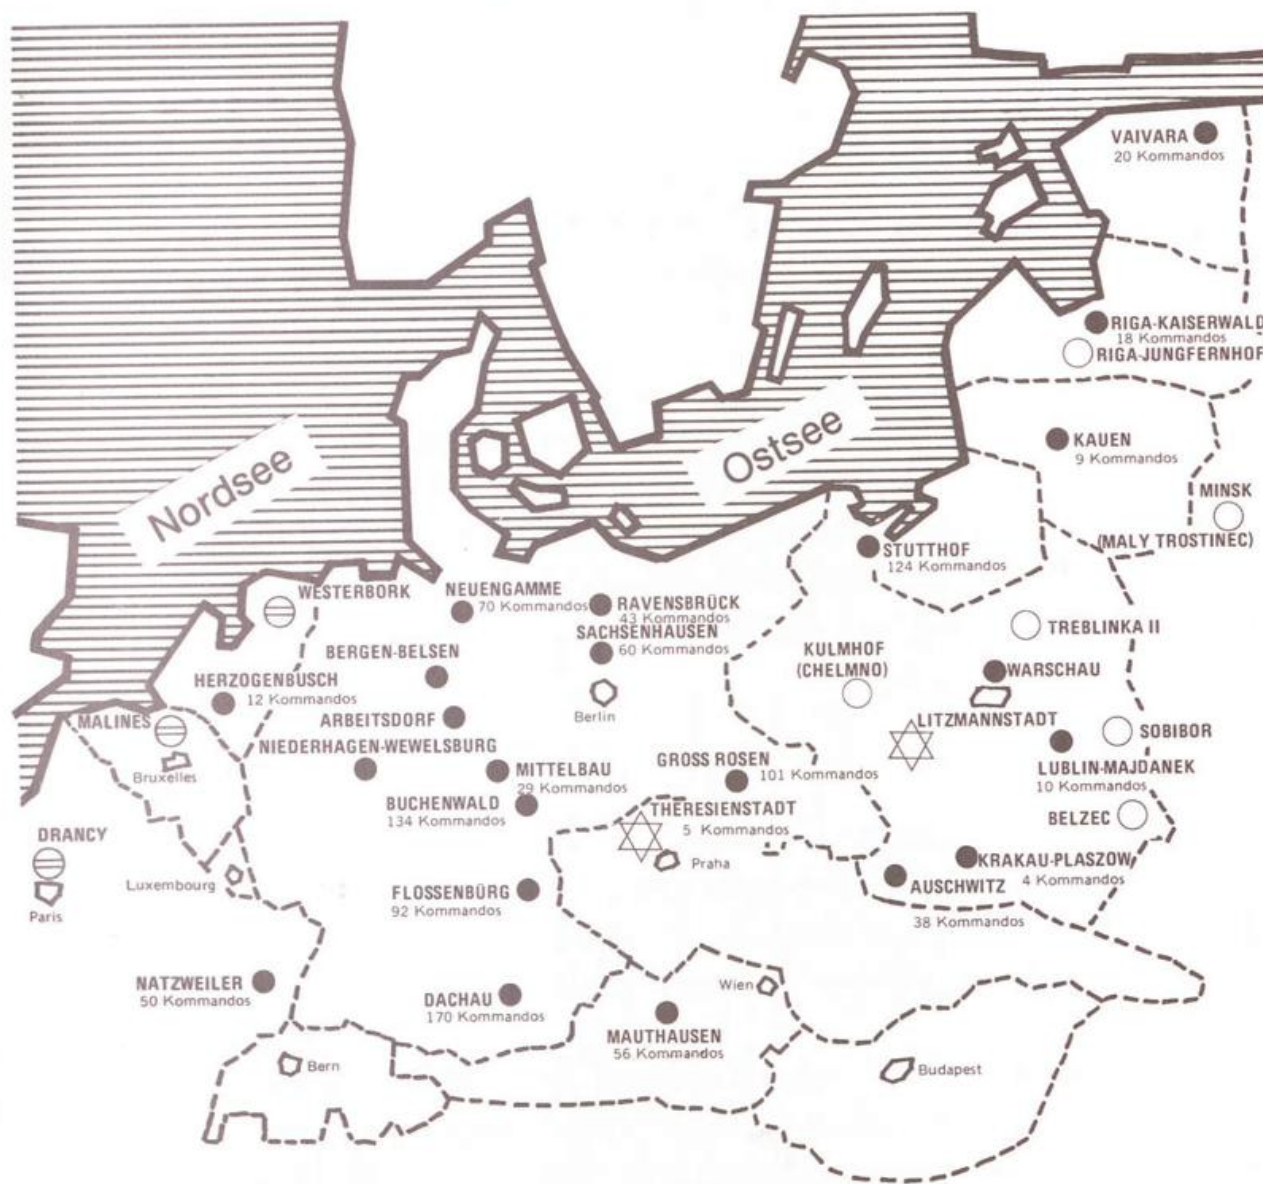 VAIVARA
20 Kommandos
RIGA-KAISERWALD
18 Kommandos
RIGA-JUNGFERNHOF
Nordsee
Ostsee
KAUEN
9 Kommandos
MINSK
(MALY TROSTINEC)
STUTTHOF
124 Kommandos
WESTERBORK
NEUENGAMME
70 Kommandos
RAVENSBRÜCK
43 Kommandos
SACHSENHAUSEN
60 Kommandos
TREBLINKA II
BERGEN-BELSEN
KULMHOF
(CHELMNO)
WARSCHAU
HERZOGENBUSCH
12 Kommandos
MALINES
ARBEITSDORF
Berlin
LITZMANNSTADT
SOBIBOR
NIEDERHAGEN-WEWELSBURG
Bruxelles
MITTELBAU
29 Kommandos
GROSS ROSEN
101 Kommandos
LUBLIN-MAJDANEK
10 Kommandos
BUCHENWALD
134 Kommandos
THERESIENSTADT
5 Kommandos
BELZEC
DRANCY
Praha
KRAKAU-PLASZOW
4 Kommandos
Luxembourg
FLOSSENBÜRG
92 Kommandos
AUSCHWITZ
38 Kommandos
Paris
NATZWEILER
50 Kommandos
DACHAU
170 Kommandos
Wien
MAUTHAUSEN
56 Kommandos
Bern
Budapest